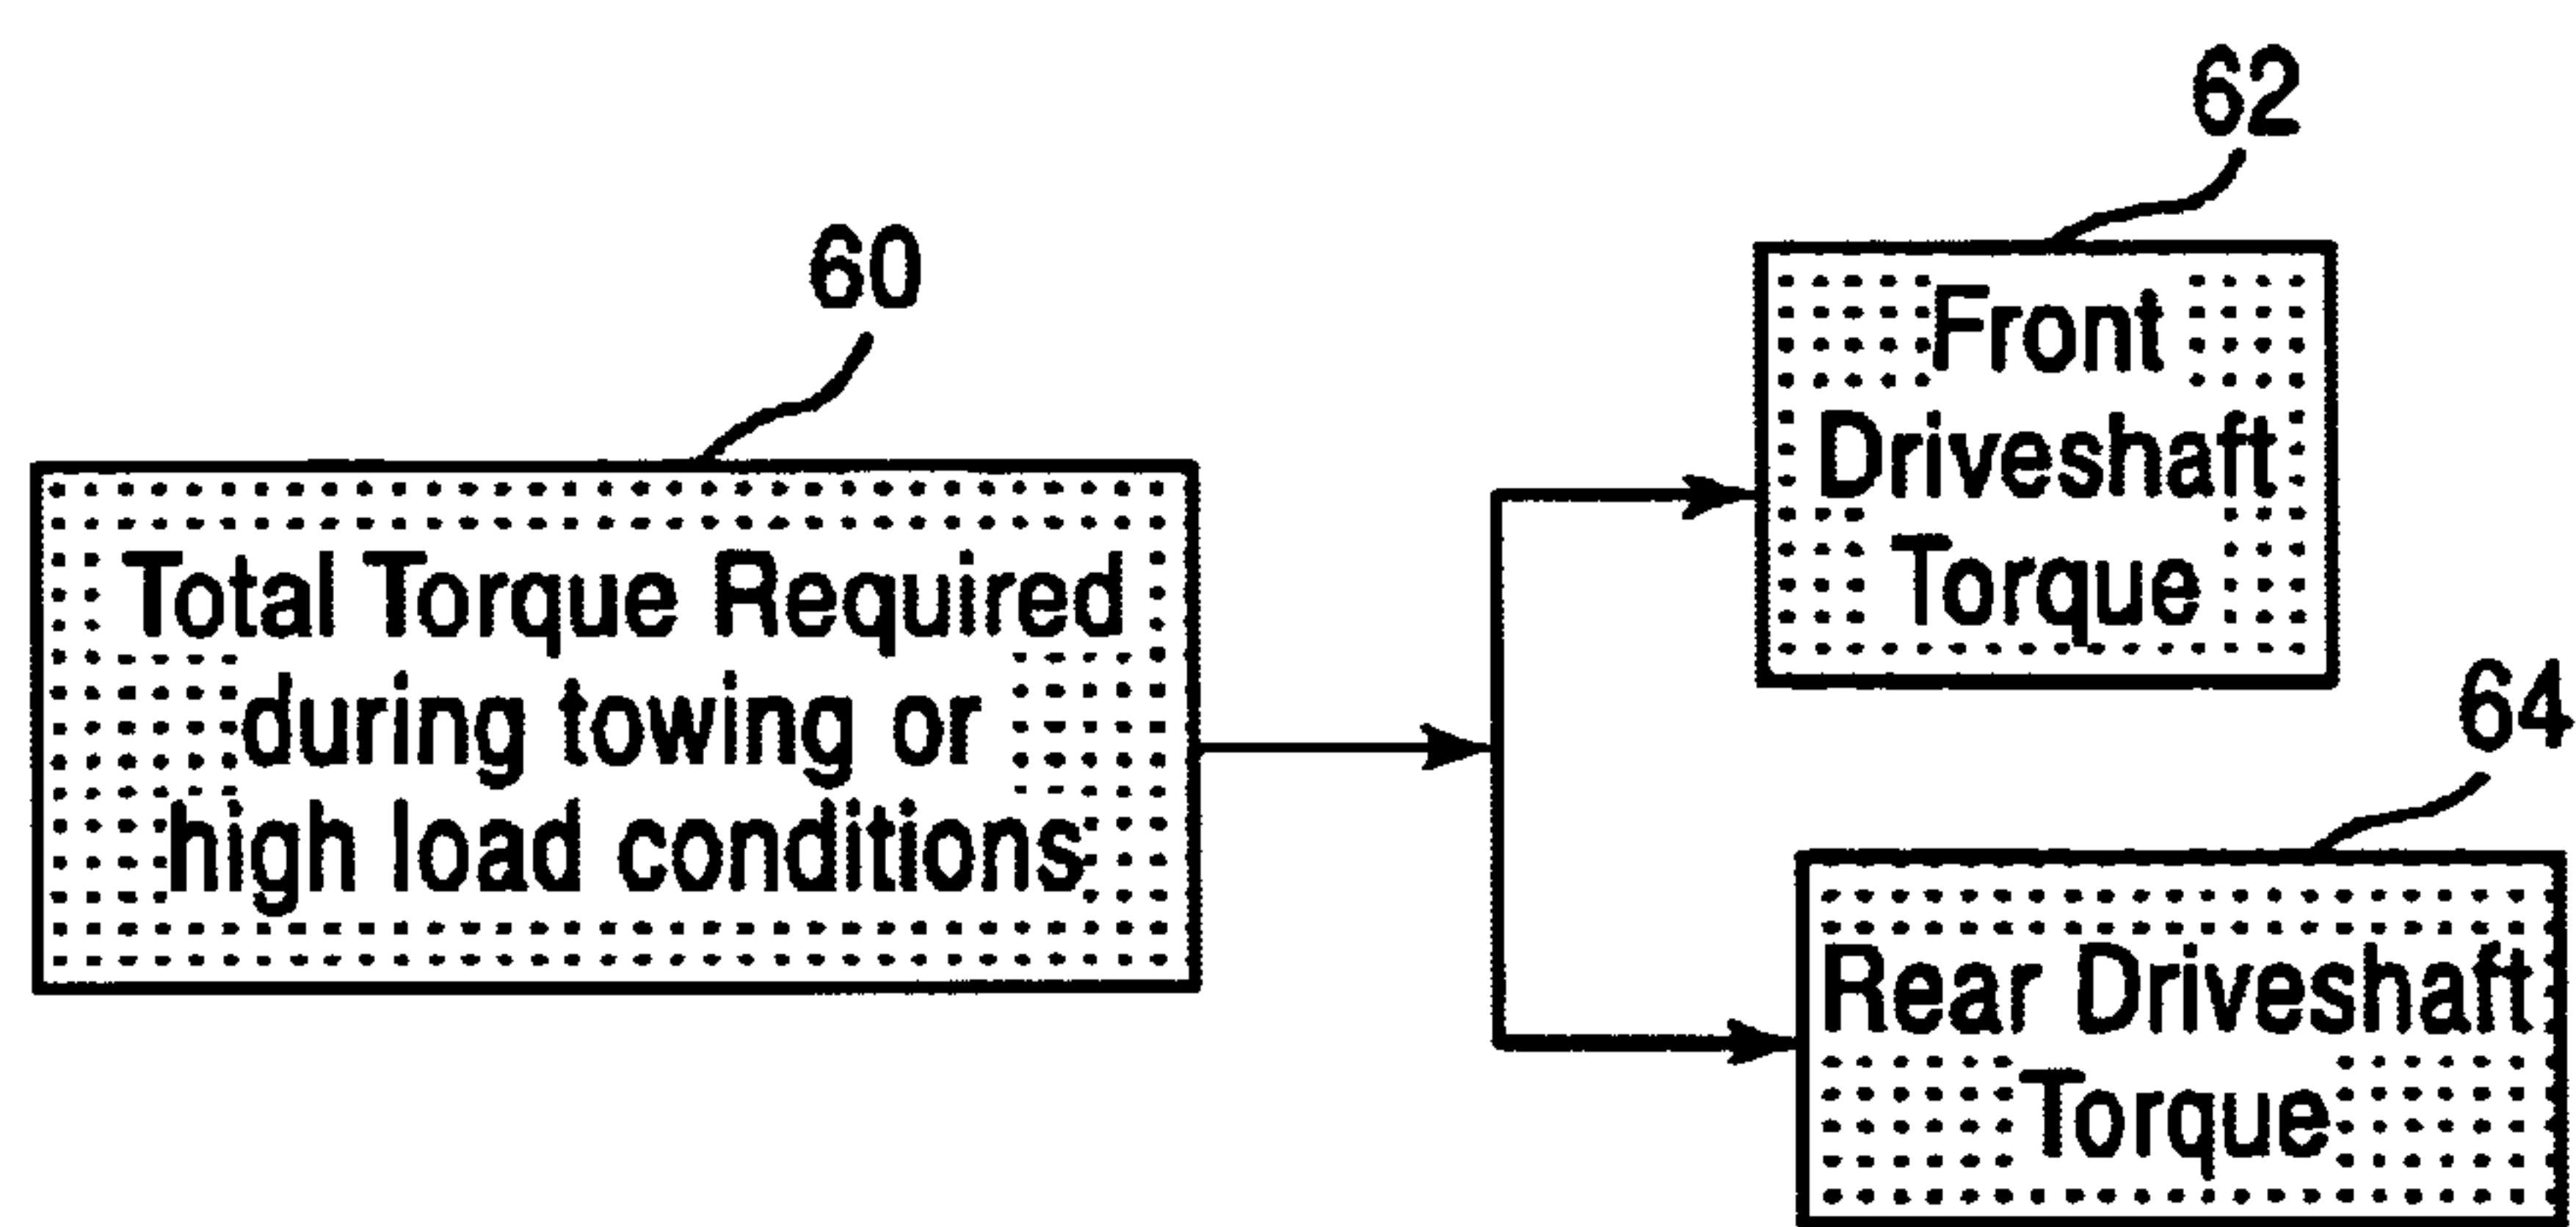 60
Total Torque Required
during towing or
high load conditions
62
Front
Driveshaft
Torque
64
Rear Driveshaft
Torque